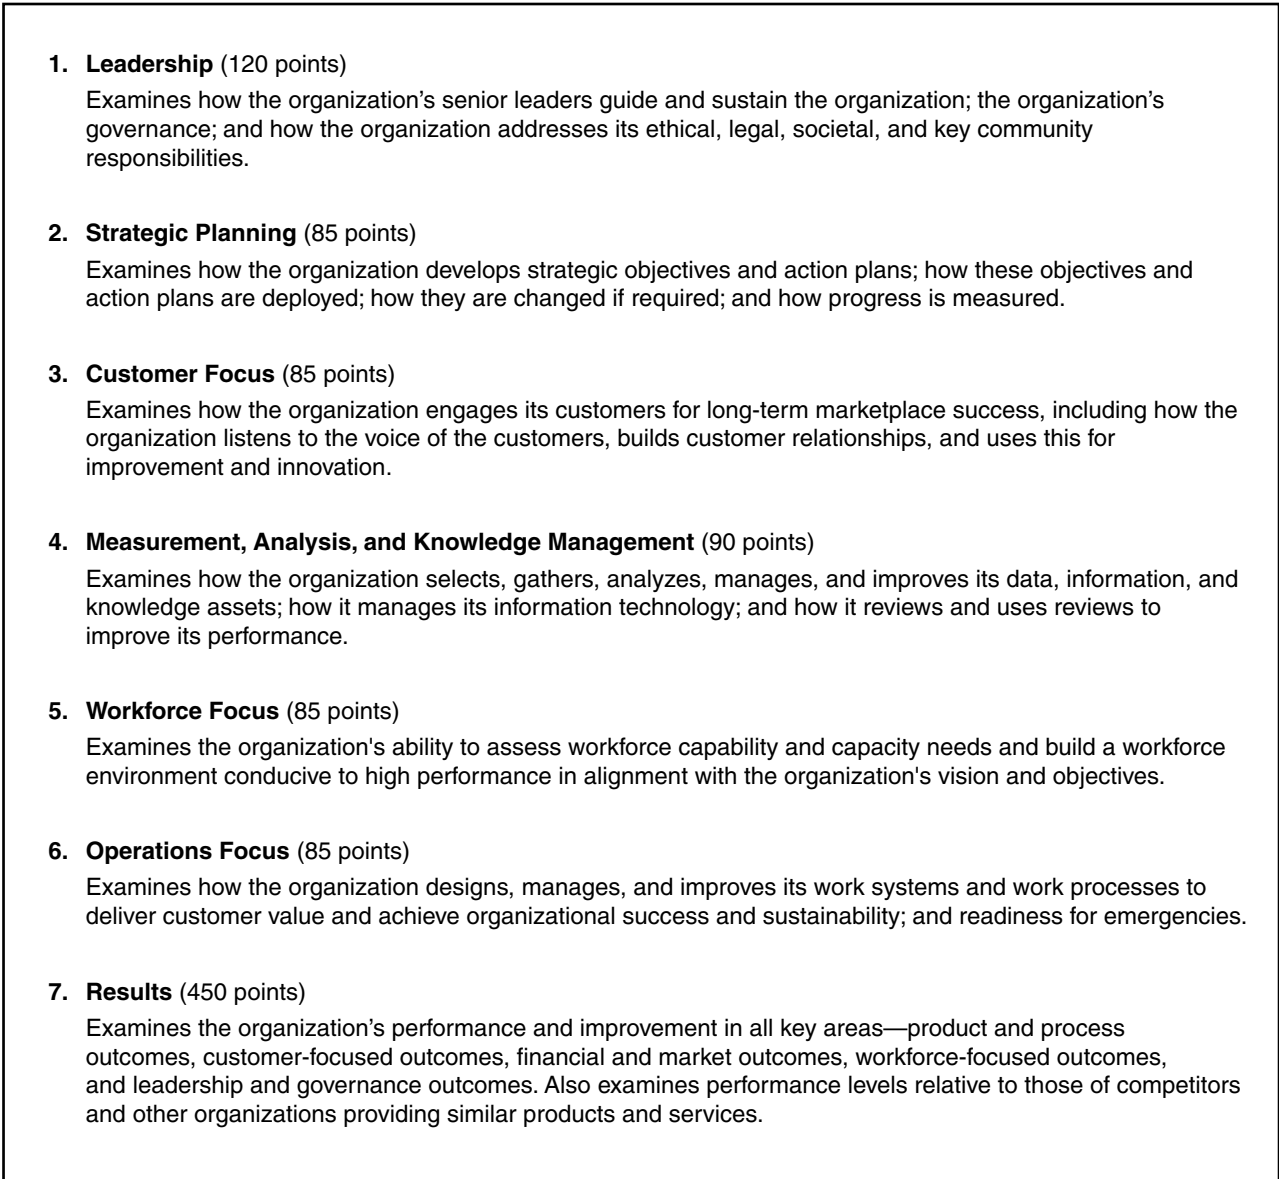 1. Leadership (120 points)
Examines how the organization’s senior leaders guide and sustain the organization; the organization’s
governance; and how the organization addresses its ethical, legal, societal, and key community
responsibilities.
2. Strategic Planning (85 points)
Examines how the organization develops strategic objectives and action plans; how these objectives and
action plans are deployed; how they are changed if required; and how progress is measured.
3. Customer Focus (85 points)
Examines how the organization engages its customers for long-term marketplace success, including how the
organization listens to the voice of the customers, builds customer relationships, and uses this for
improvement and innovation.
4. Measurement, Analysis, and Knowledge Management (90 points)
Examines how the organization selects, gathers, analyzes, manages, and improves its data, information, and
knowledge assets; how it manages its information technology; and how it reviews and uses reviews to
improve its performance.
5. Workforce Focus (85 points)
Examines the organization's ability to assess workforce capability and capacity needs and build a workforce
environment conducive to high performance in alignment with the organization's vision and objectives.
6. Operations Focus (85 points)
Examines how the organization designs, manages, and improves its work systems and work processes to
deliver customer value and achieve organizational success and sustainability; and readiness for emergencies.
7. Results (450 points)
Examines the organization’s performance and improvement in all key areas—product and process
outcomes, customer-focused outcomes, financial and market outcomes, workforce-focused outcomes,
and leadership and governance outcomes. Also examines performance levels relative to those of competitors
and other organizations providing similar products and services.